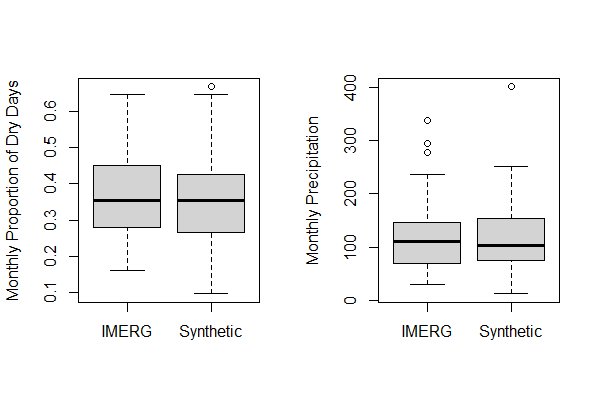 Monthly Proportion of Dry Days
0.6
0.5
0.4
0.3
0.2
0.1
IMERG Synthetic
Monthly Precipitation
400
300
200
100
0
IMERG Synthetic